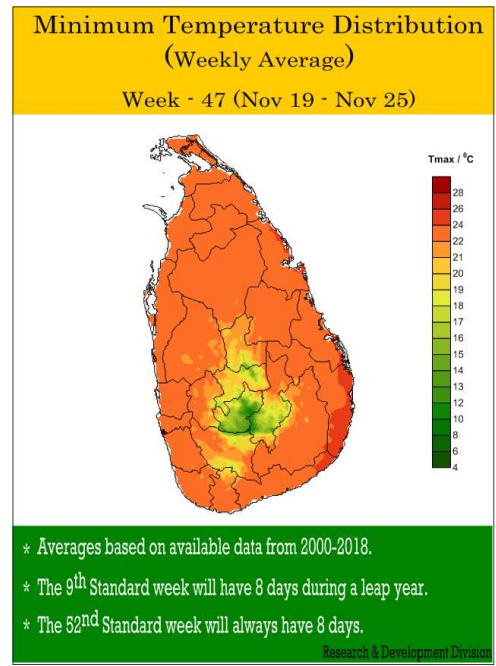 Minimum Temperature Distribution
(Weekly Average)
Week - 47 (Nov 19 - Nov 25)
Tmax / ⁰C
28
26
24
22
21
20
19
18
17
16
15
14
13
12
10
8
6
4
* Averages based on available data from 2000-2018.
* The 9th Standard week will have 8 days during a leap year.
* The 52nd Standard week will always have 8 days.
Research & Development Division